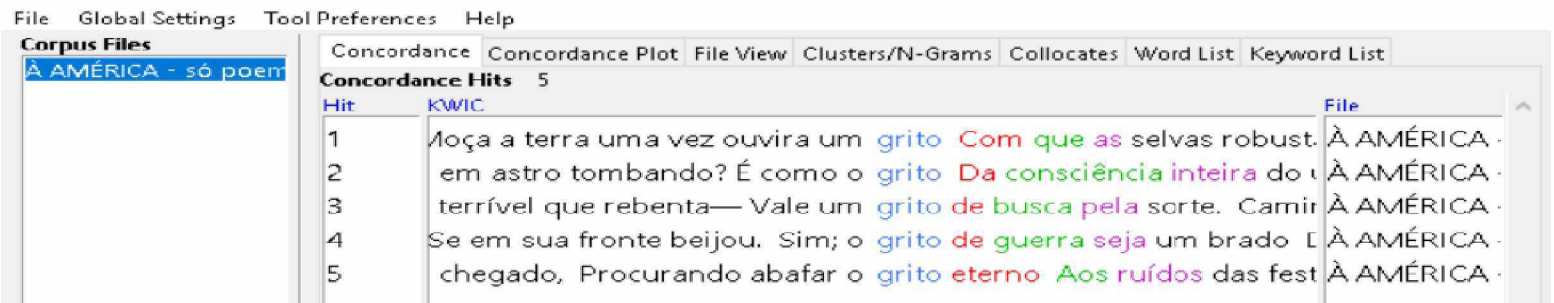 File Global Settings Tool Preferences Help
Corpus Files
À AMÉRICA - só poem
Concordance Concordance Plot File View Clusters/N-Grams Collocates Word List Keyword List
Concordance Hits 5
Hit KWIC File
1 Moça a terra uma vez ouvira um grito Com que as selvas robust. À AMÉRICA -
2 em astro tombando? É como o grito Da consciência inteira do À AMÉRICA -
3 terrível que rebenta— Vale um grito de busca pela sorte. Camir À AMÉRICA -
4 Se em sua fronte beijou. Sim; o grito de guerra seja um brado À AMÉRICA -
5 chegado, Procurando abafar o grito eterno Aos ruídos das fest À AMÉRICA -